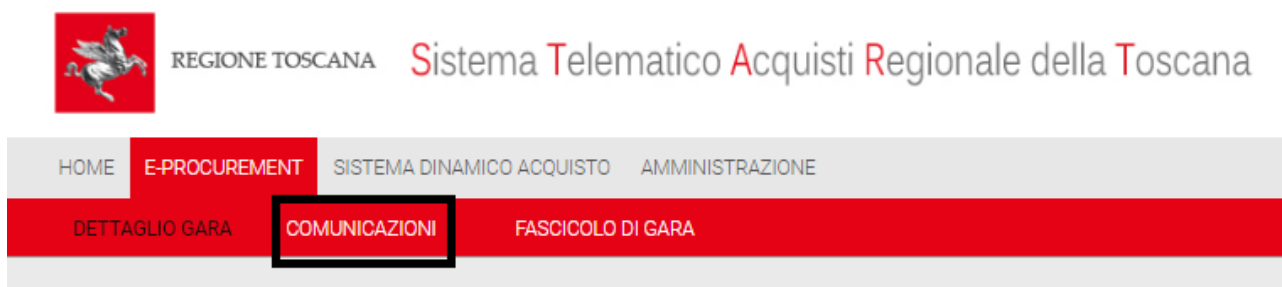 REGIONE TOSCANA Sistema Telematico Acquisti Regionale della Toscana
HOME E-PROCUREMENT SISTEMA DINAMICO ACQUISTO AMMINISTRAZIONE
DETTAGLIO GARA COMUNICAZIONI FASCICOLO DI GARA